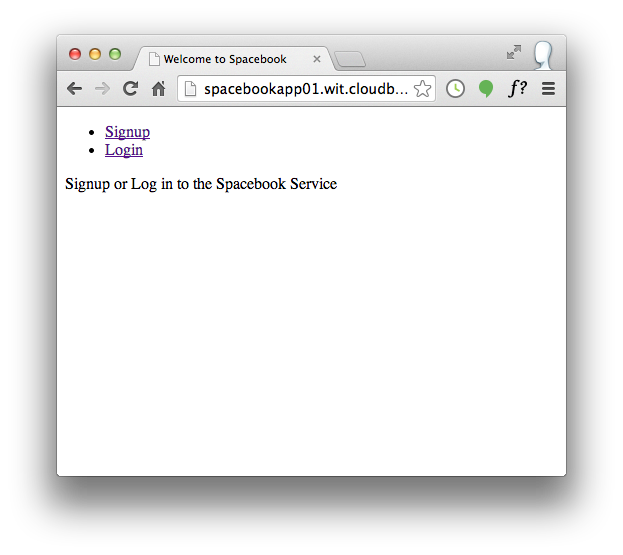 Welcome to Spacebook
spacebookapp01.wit.cloudb...
f?
Signup
Login
Signup or Log in to the Spacebook Service